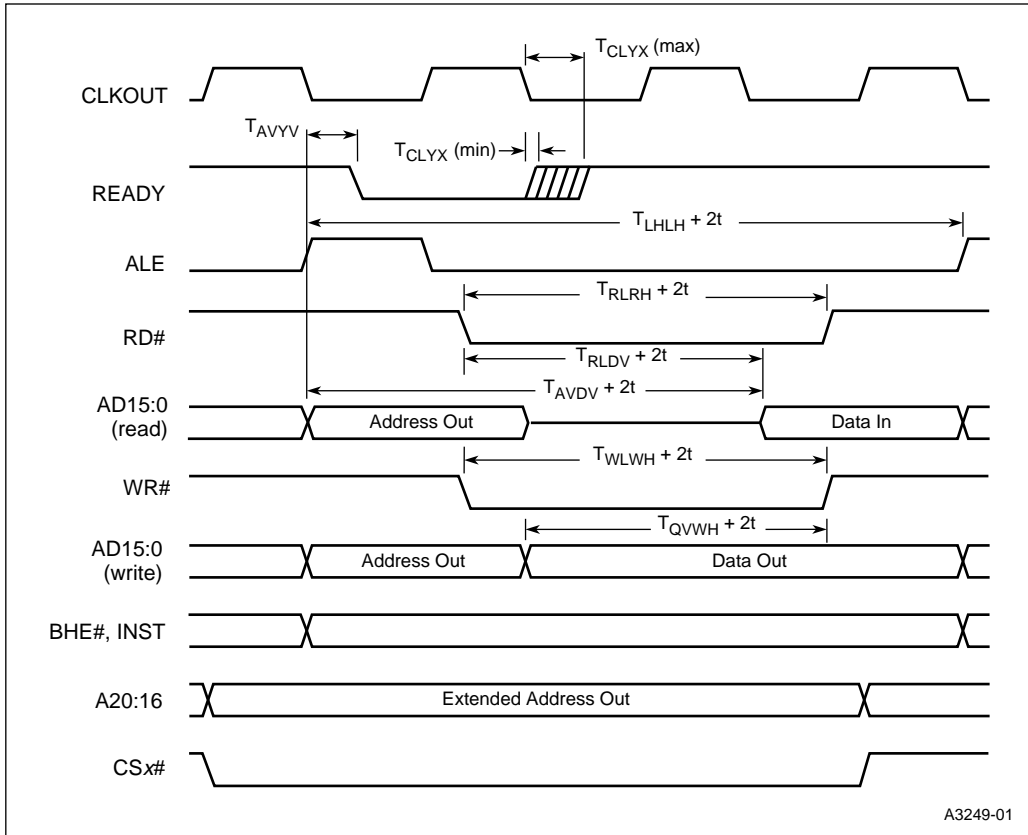 T_CLYX (max)
CLKOUT
T_AVYV
T_CLYX (min)
READY
T_LHLH + 2t
ALE
T_RLRH + 2t
RD#
T_RLDV + 2t
T_AVDV + 2t
AD15:0
(read)
Address Out
Data In
T_WLWH + 2t
WR#
T_QVWH + 2t
AD15:0
(write)
Address Out
Data Out
BHE#, INST
A20:16
Extended Address Out
CSx#
A3249-01